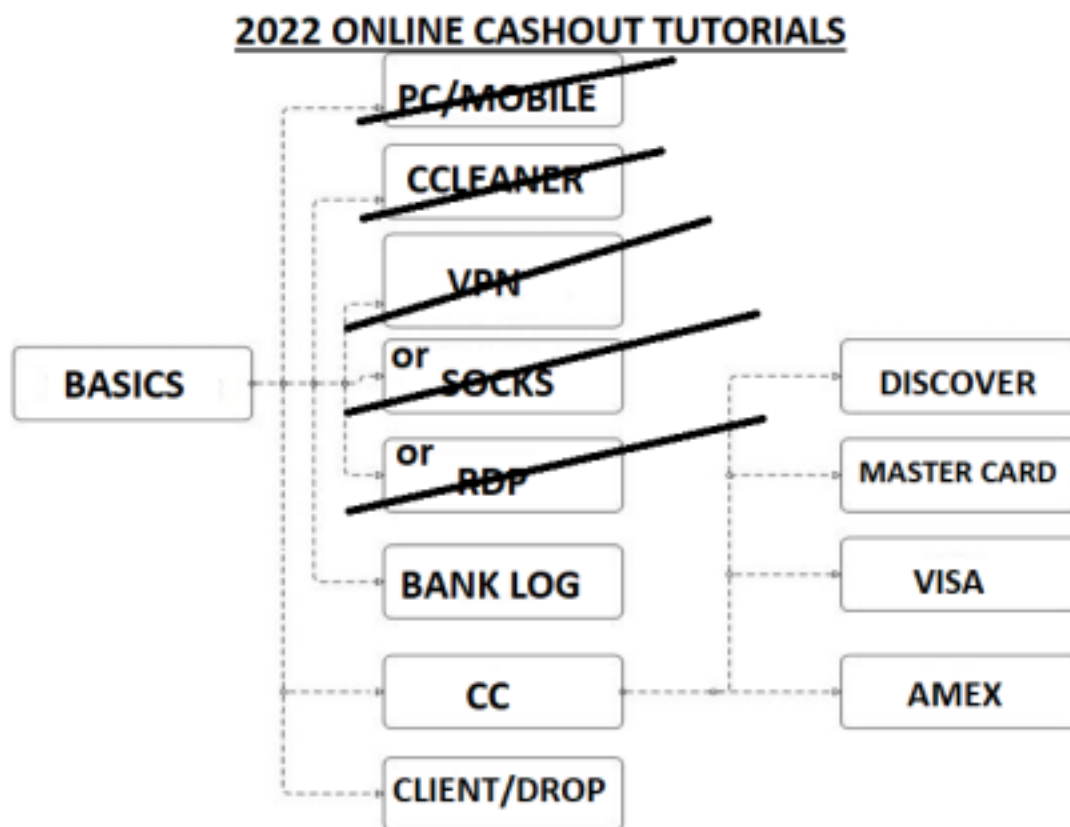 2022 ONLINE CASHOUT TUTORIALS
PC/MOBILE
CCLEANER
VPN
or
SOCKS
or
RDP
BASICS
BANK LOG
CC
CLIENT/DROP
DISCOVER
MASTER CARD
VISA
AMEX